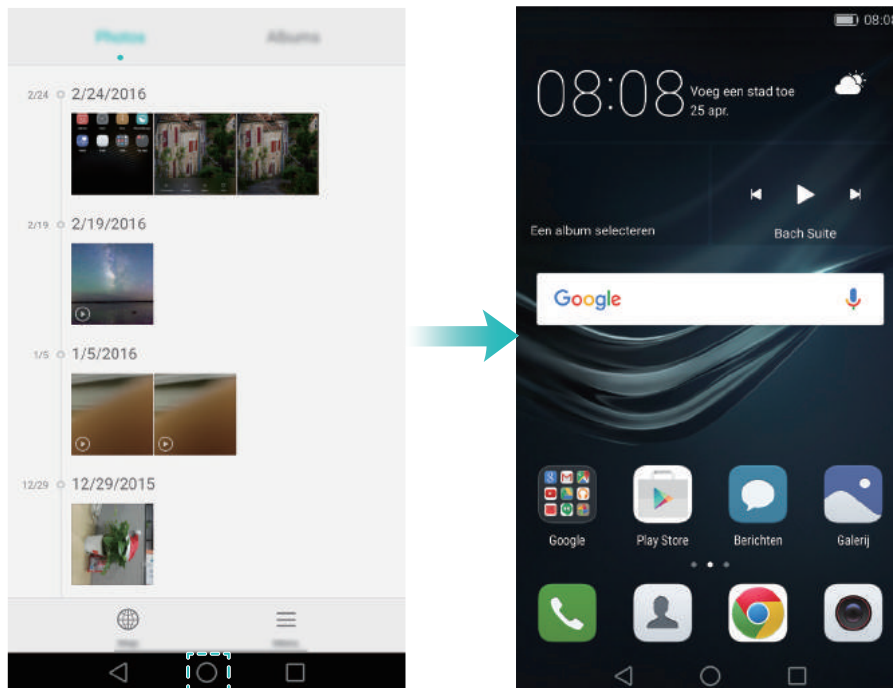 Photos
Albums
2/24
2/24/2016
2/19
2/19/2016
1/5
1/5/2016
12/29
12/29/2015
08:08
08:08
Voeg een stad toe
25 apr.
Een album selecteren
Bach Suite
Google
Google
Play Store
Berichten
Galerij